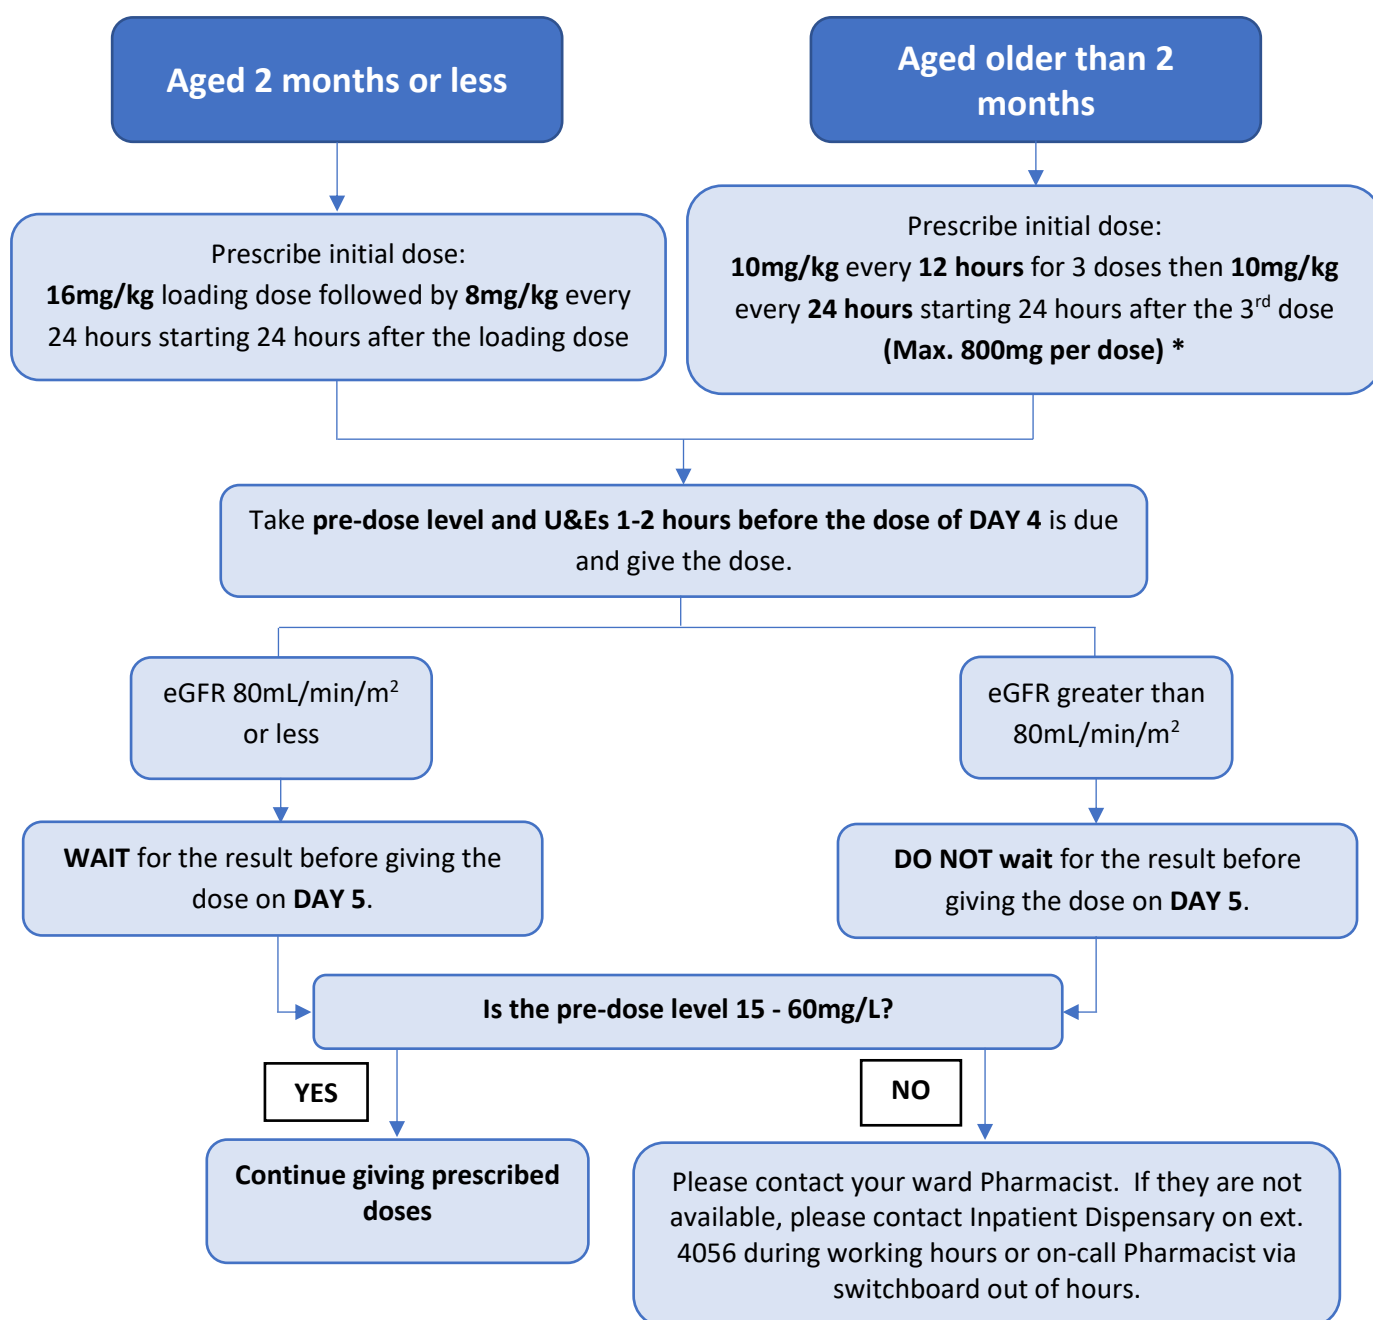 Aged 2 months or less
Aged older than 2
months
Prescribe initial dose:
16mg/kg loading dose followed by 8mg/kg every
24 hours starting 24 hours after the loading dose
Prescribe initial dose:
10mg/kg every 12 hours for 3 doses then 10mg/kg
every 24 hours starting 24 hours after the 3rd dose
(Max. 800mg per dose) *
Take pre-dose level and U&Es 1-2 hours before the dose of DAY 4 is due
and give the dose.
eGFR 80mL/min/m²
or less
eGFR greater than
80mL/min/m²
WAIT for the result before giving the
dose on DAY 5.
DO NOT wait for the result before
giving the dose on DAY 5.
Is the pre-dose level 15 - 60mg/L?
YES
NO
Continue giving prescribed
doses
Please contact your ward Pharmacist. If they are not
available, please contact Inpatient Dispensary on ext.
4056 during working hours or on-call Pharmacist via
switchboard out of hours.